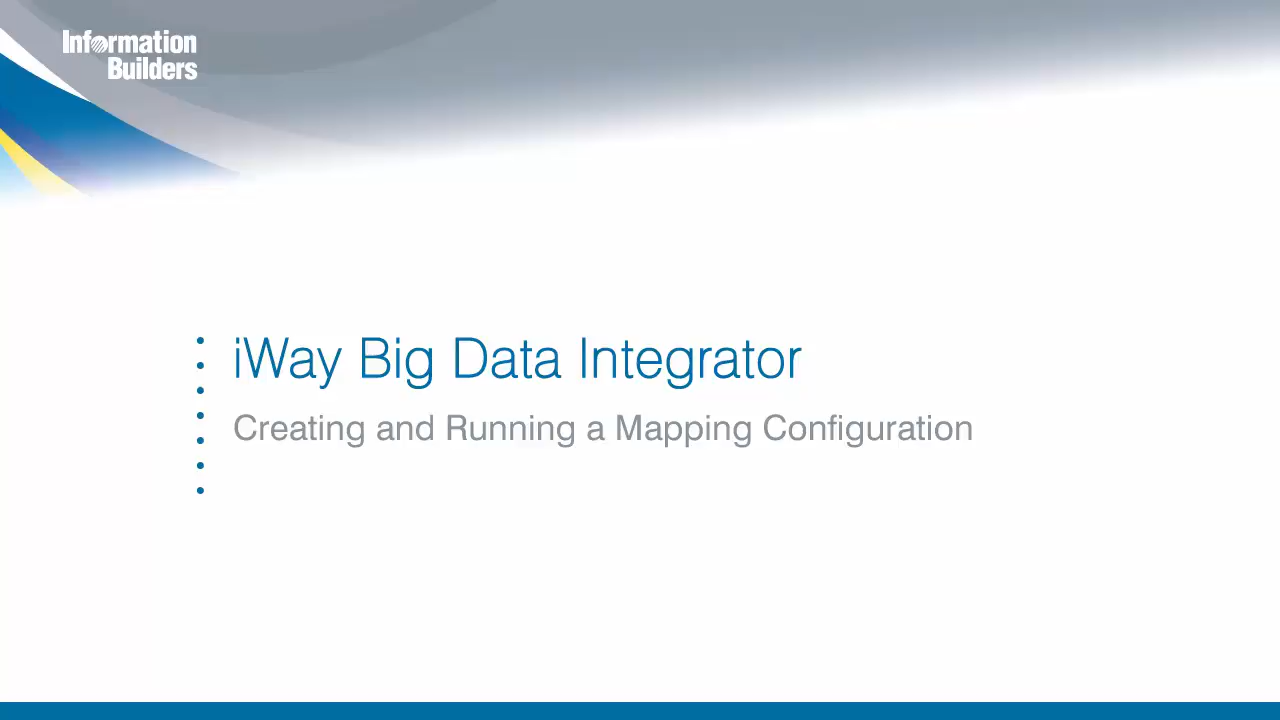 Information
Builders
iWay Big Data Integrator
Creating and Running a Mapping Configuration